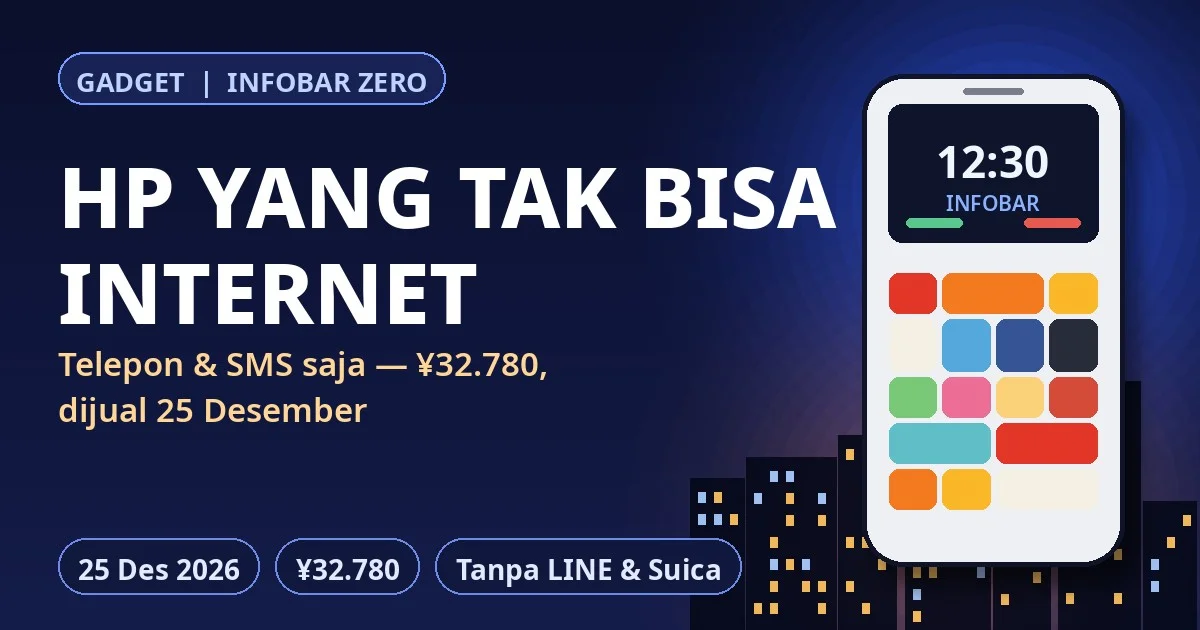 GADGET | INFOBAR ZERO
HP YANG TAK BISA
INTERNET
Telepon & SMS saja — ¥32.780,
dijual 25 Desember
25 Des 2026
¥32.780
Tanpa LINE & Suica
12:30
INFOBAR